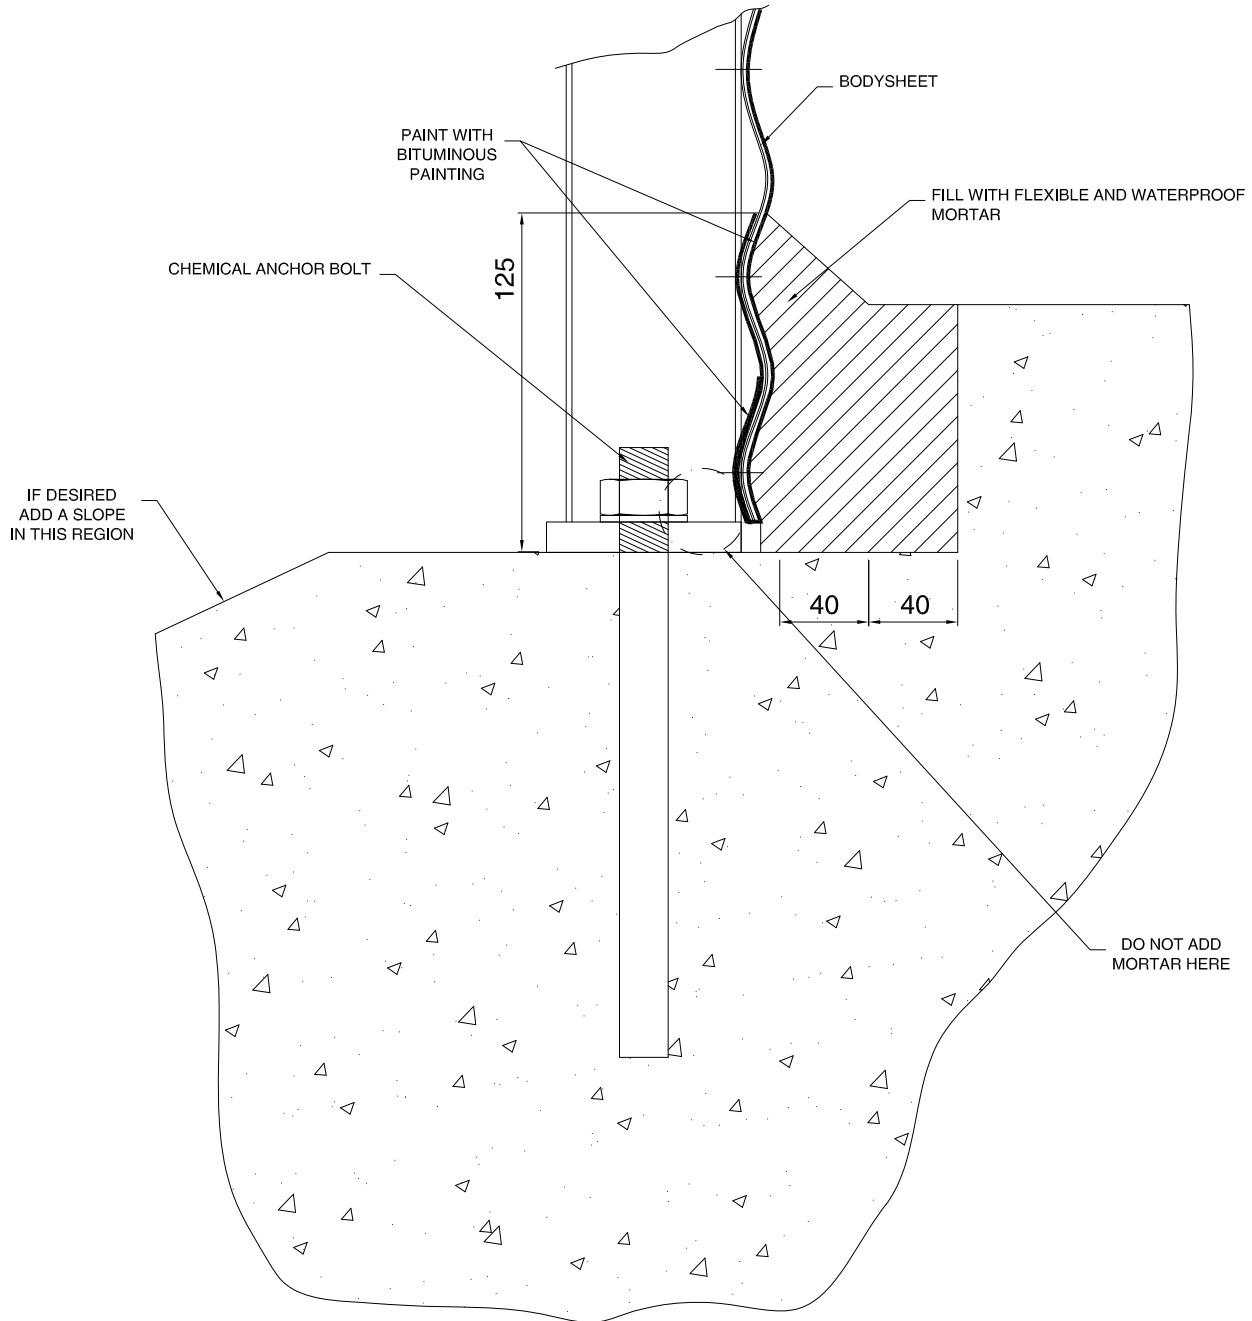 BODYSHEET
PAINT WITH
BITUMINOUS
PAINTING
FILL WITH FLEXIBLE AND WATERPROOF
MORTAR
CHEMICAL ANCHOR BOLT
125
IF DESIRED
ADD A SLOPE
IN THIS REGION
40
40
DO NOT ADD
MORTAR HERE